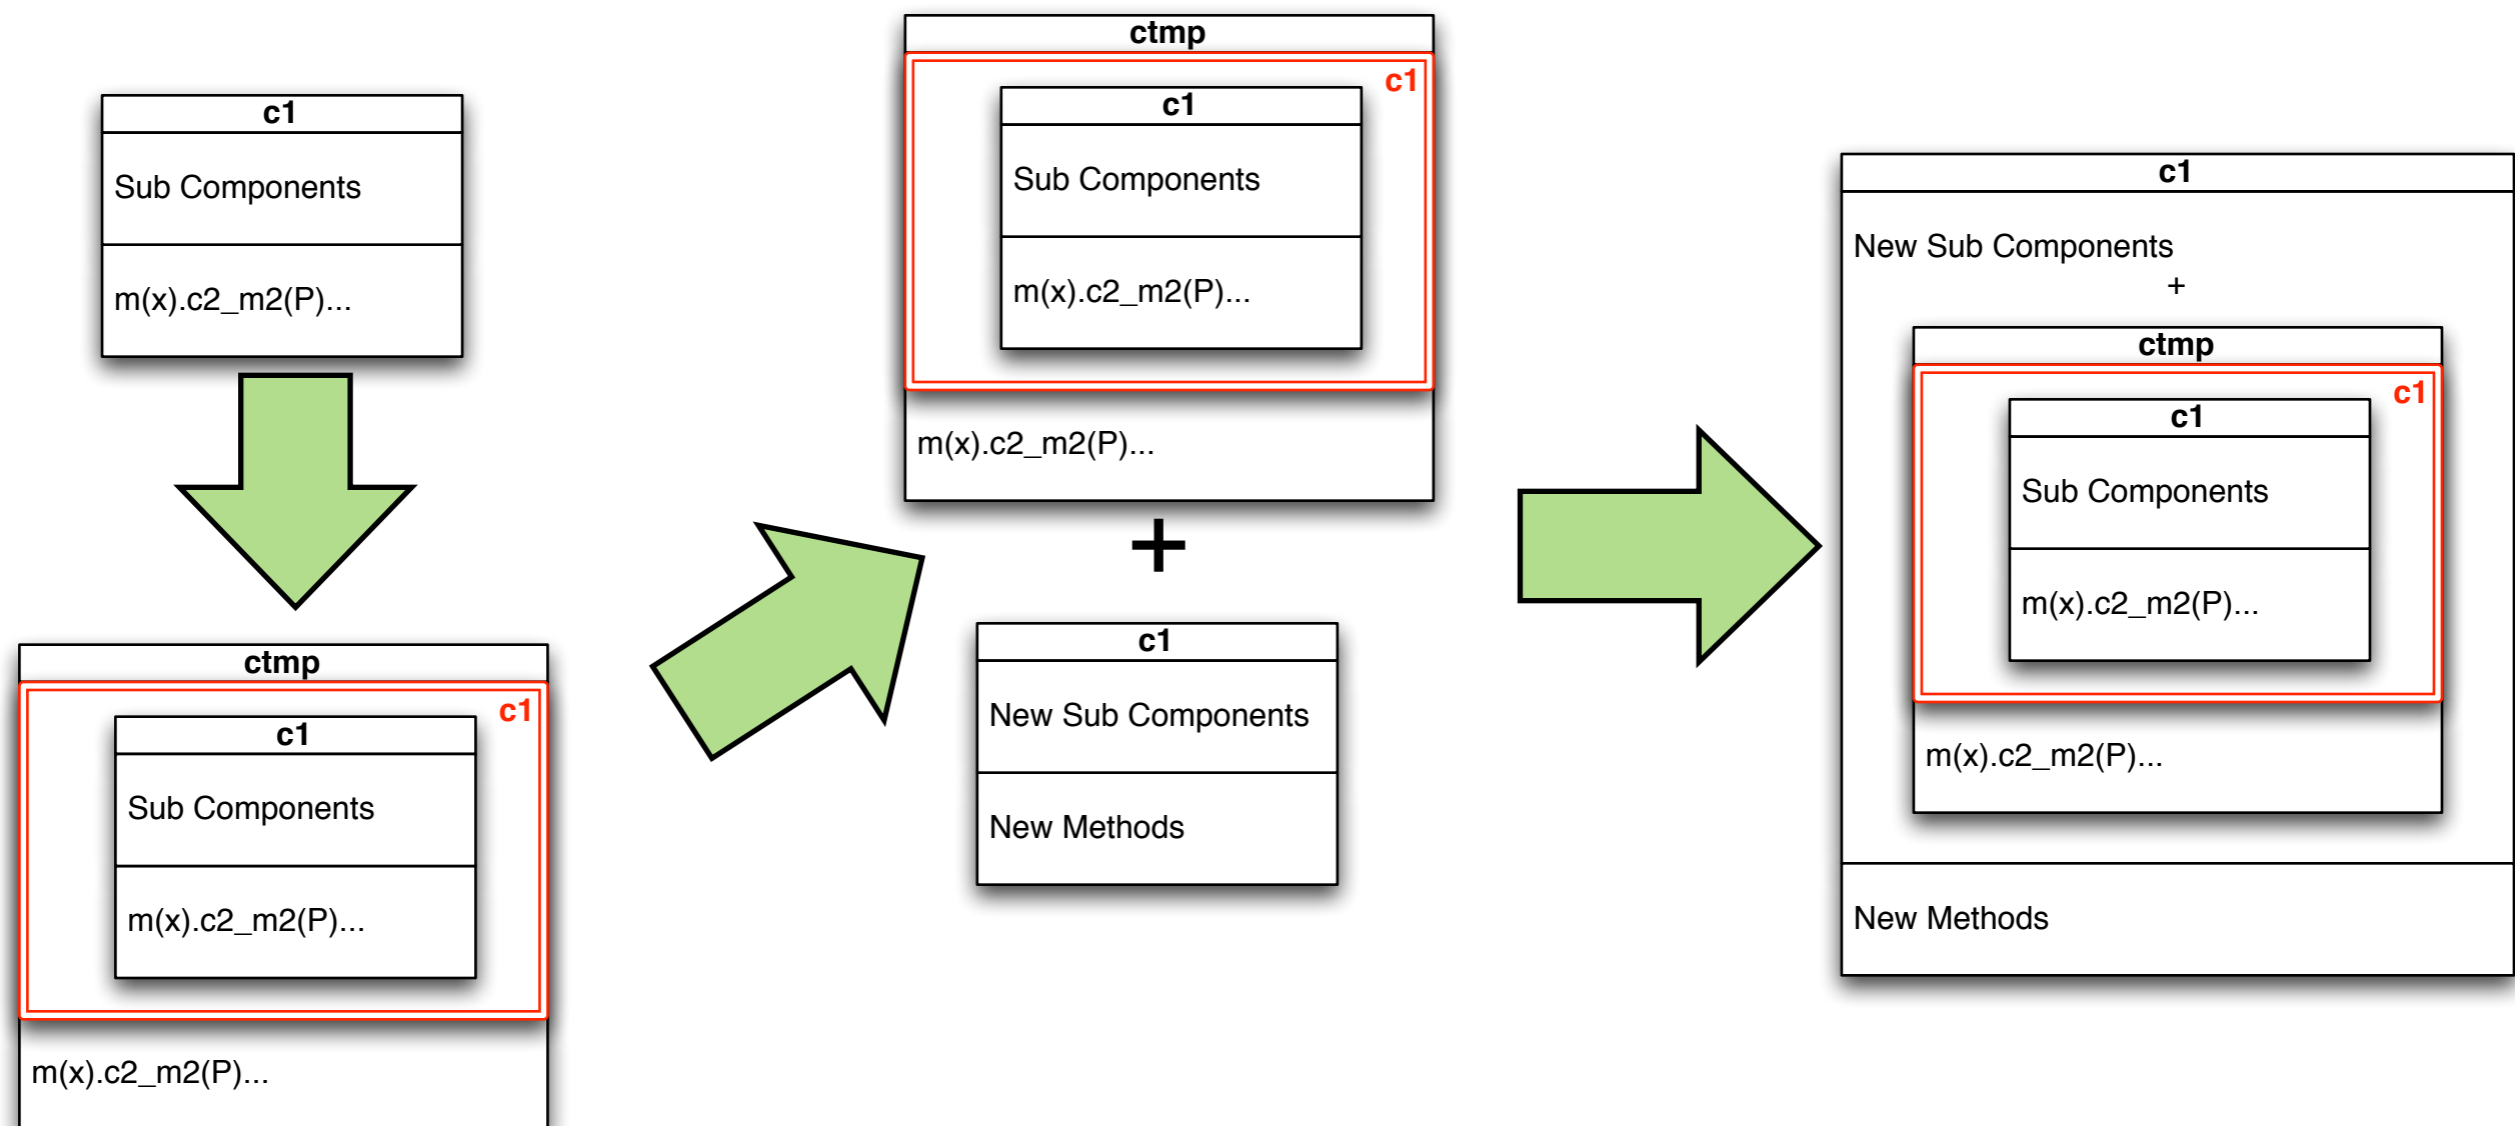 c1
Sub Components
m(x).c2_m2(P)...
ctmp
c1
c1
Sub Components
m(x).c2_m2(P)...
m(x).c2_m2(P)...
ctmp
c1
c1
Sub Components
m(x).c2_m2(P)...
m(x).c2_m2(P)...
+
c1
New Sub Components
New Methods
c1
New Sub Components
+
ctmp
c1
c1
Sub Components
m(x).c2_m2(P)...
m(x).c2_m2(P)...
New Methods